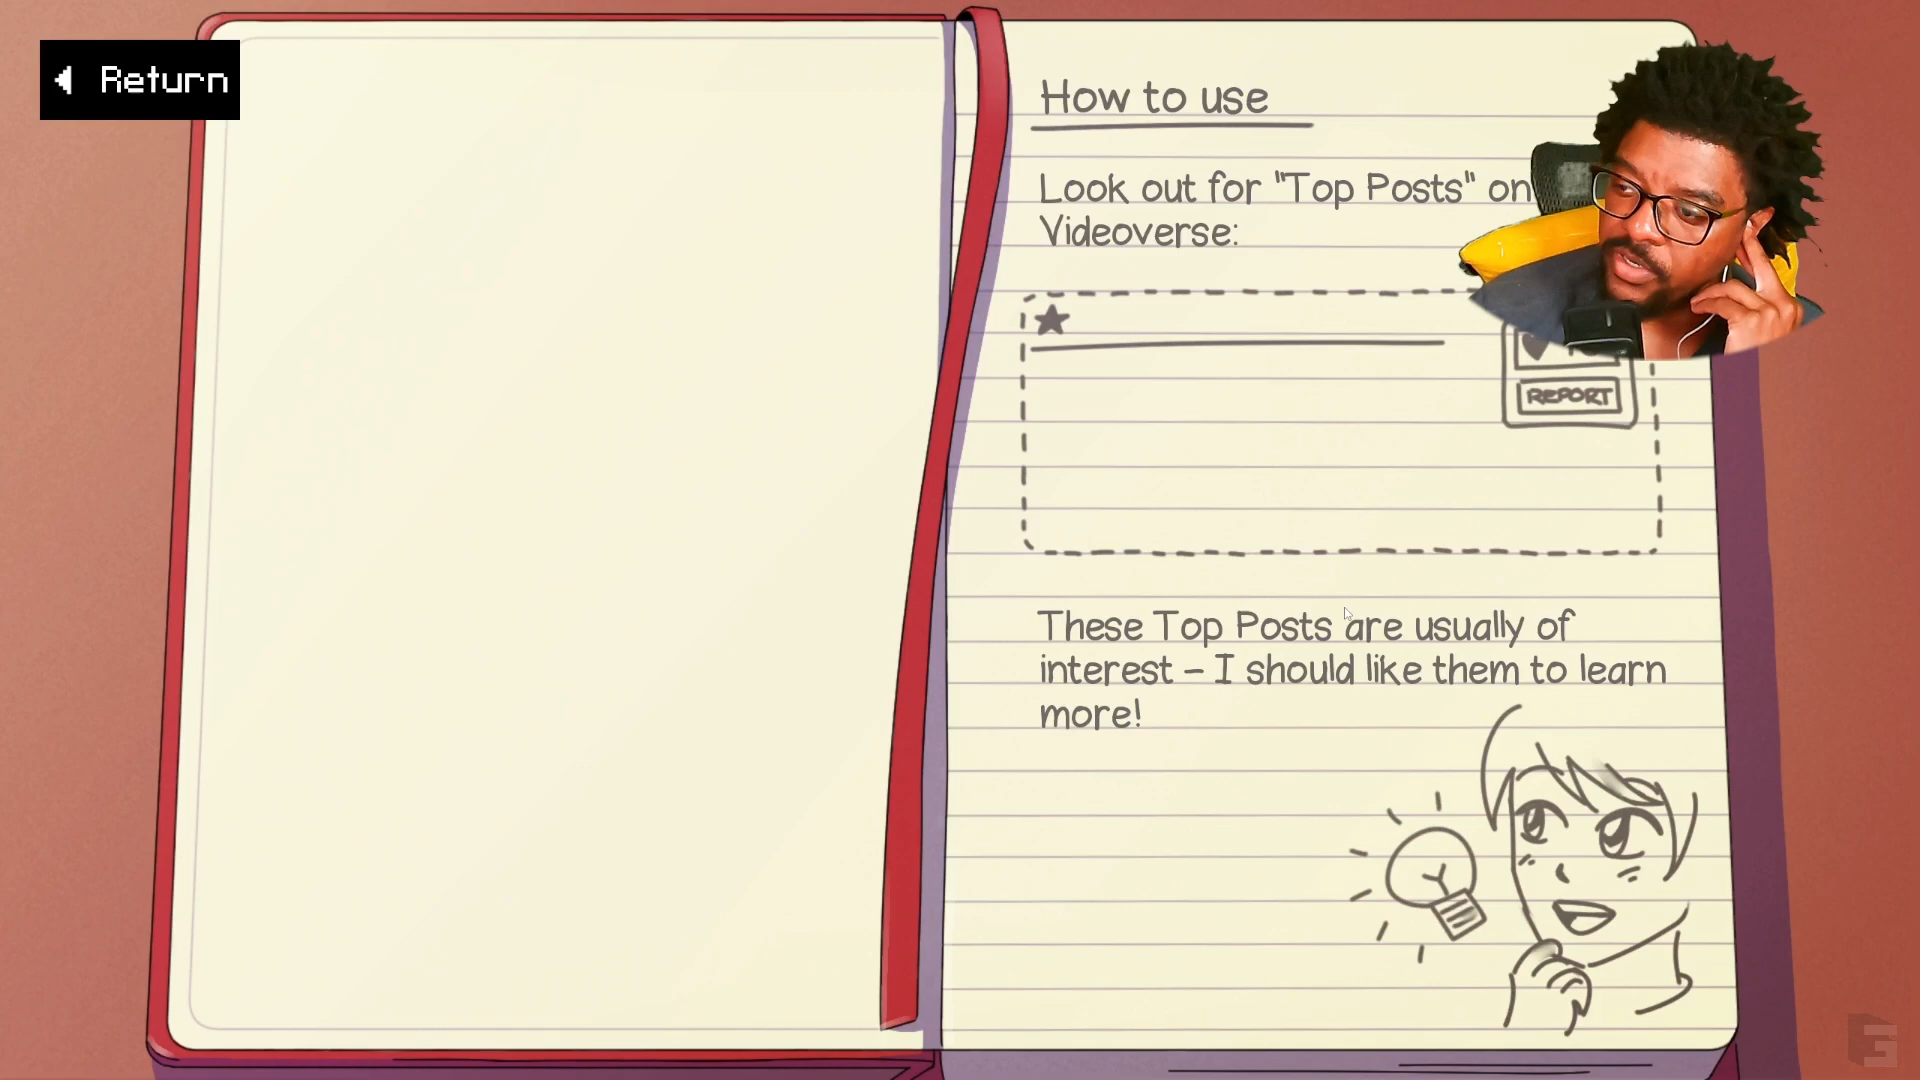 Return
How to use
Look out for "Top Posts" on
Videoverse:
REPORT
These Top Posts are usually of
interest – I should like them to learn
more!